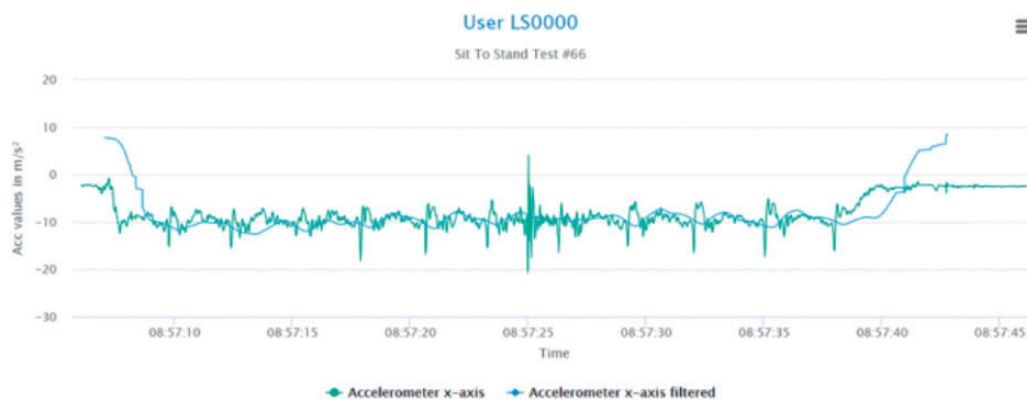 User LS0000
Sit To Stand Test #66
20
10
0
-10
-20
-30
Acc values in m/s²
08:57:10 08:57:15 08:57:20 08:57:25 08:57:30 08:57:35 08:57:40 08:57:45
Time
Accelerometer x-axis Accelerometer x-axis filtered